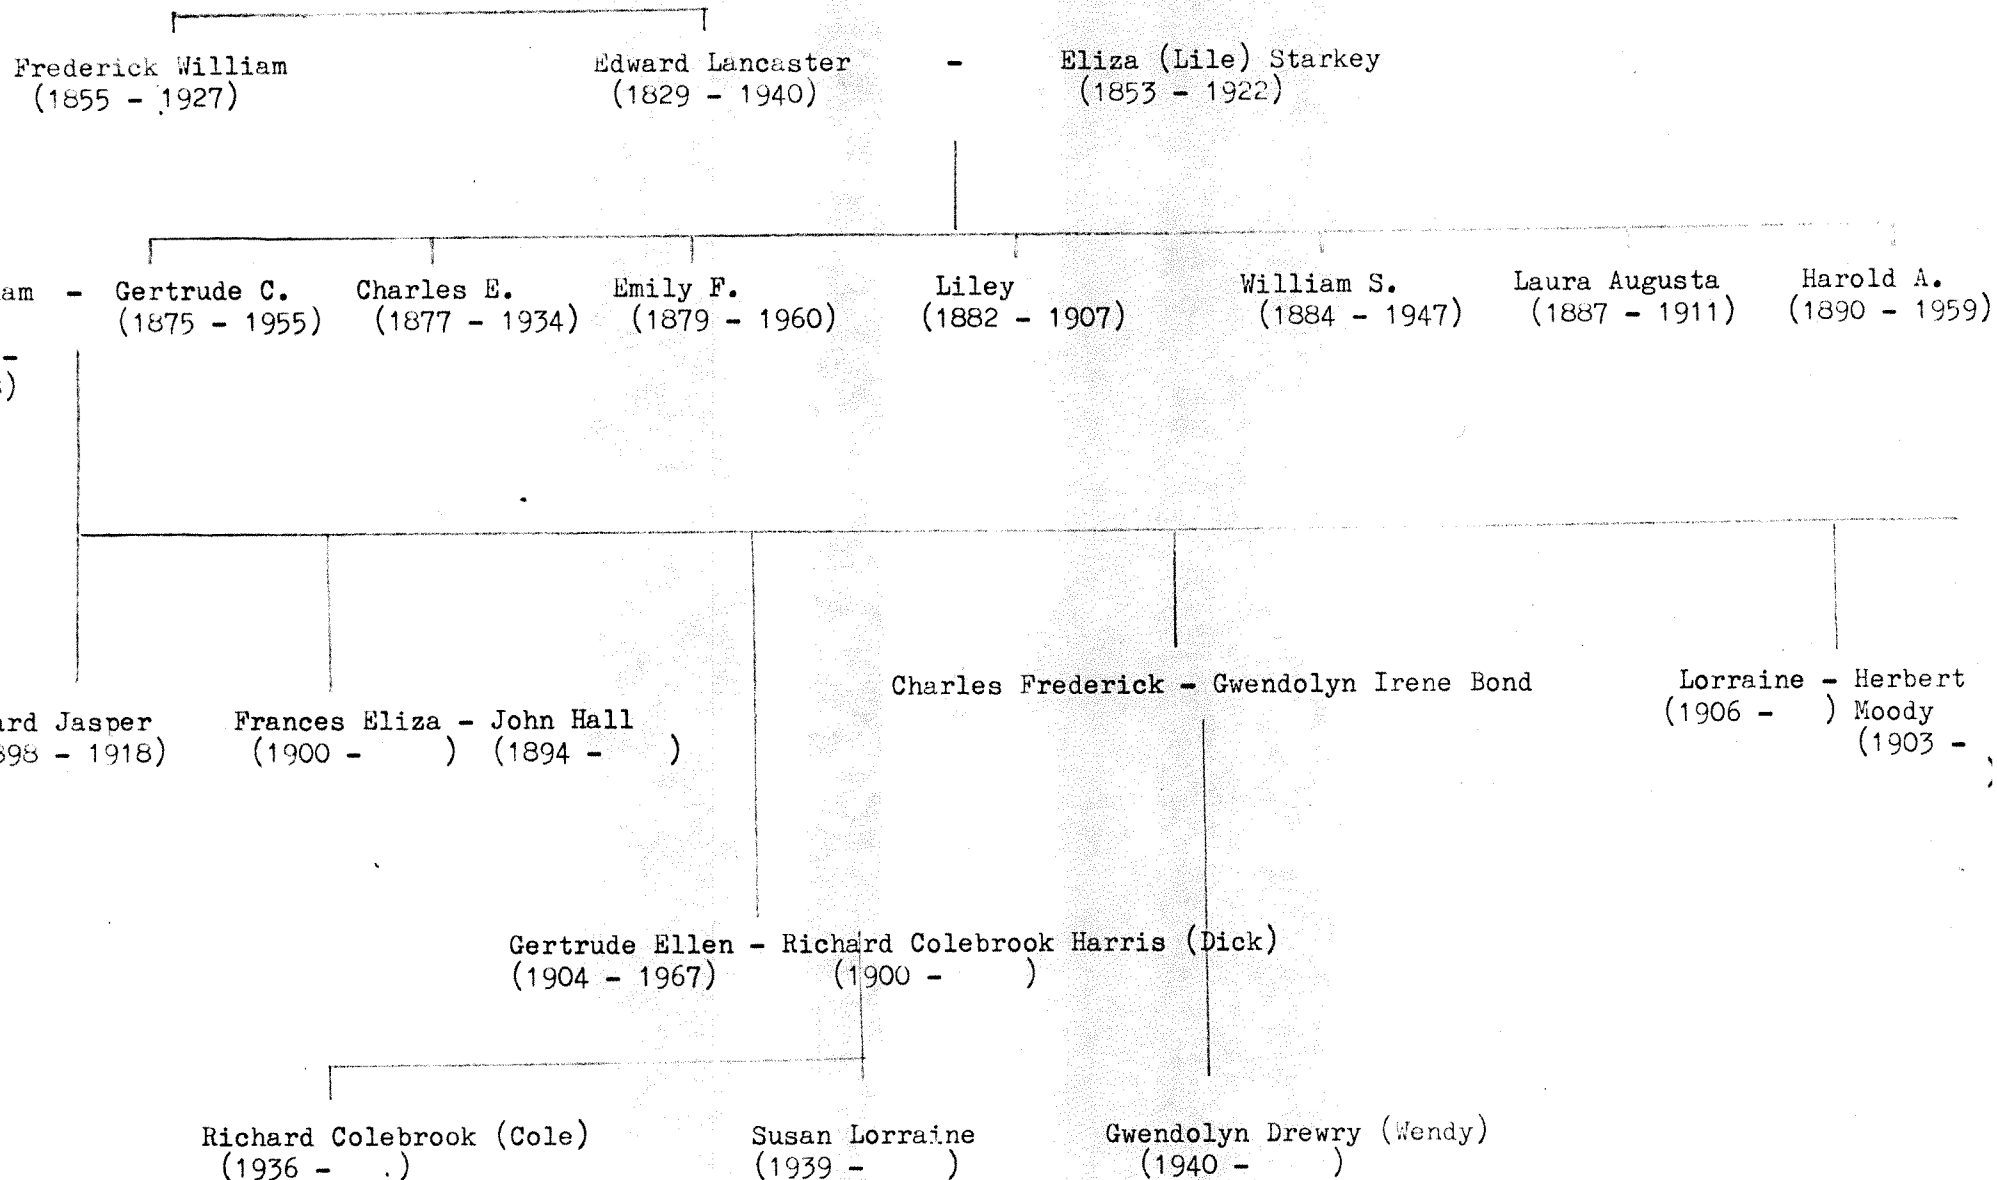 Frederick William Edward Lancaster - Eliza (Lile) Starkey
(1855 - 1927) (1829 - 1940) (1853 - 1922)
am - Gertrude C. Charles E. Emily F. Liley William S. Laura Augusta Harold A.
(1875 - 1955) (1877 - 1934) (1879 - 1960) (1882 - 1907) (1884 - 1947) (1887 - 1911) (1890 - 1959)
-
)
Charles Frederick - Gwendolyn Irene Bond Lorraine - Herbert
(1906 - ) Moody
(1903 -
)
ard Jasper Frances Eliza - John Hall
898 - 1918) (1900 - ) (1894 - )
Gertrude Ellen - Richard Colebrook Harris (Dick)
(1904 - 1967) (1900 - )
Richard Colebrook (Cole) Susan Lorraine Gwendolyn Drewry (Wendy)
(1936 - .) (1939 - ) (1940 - )